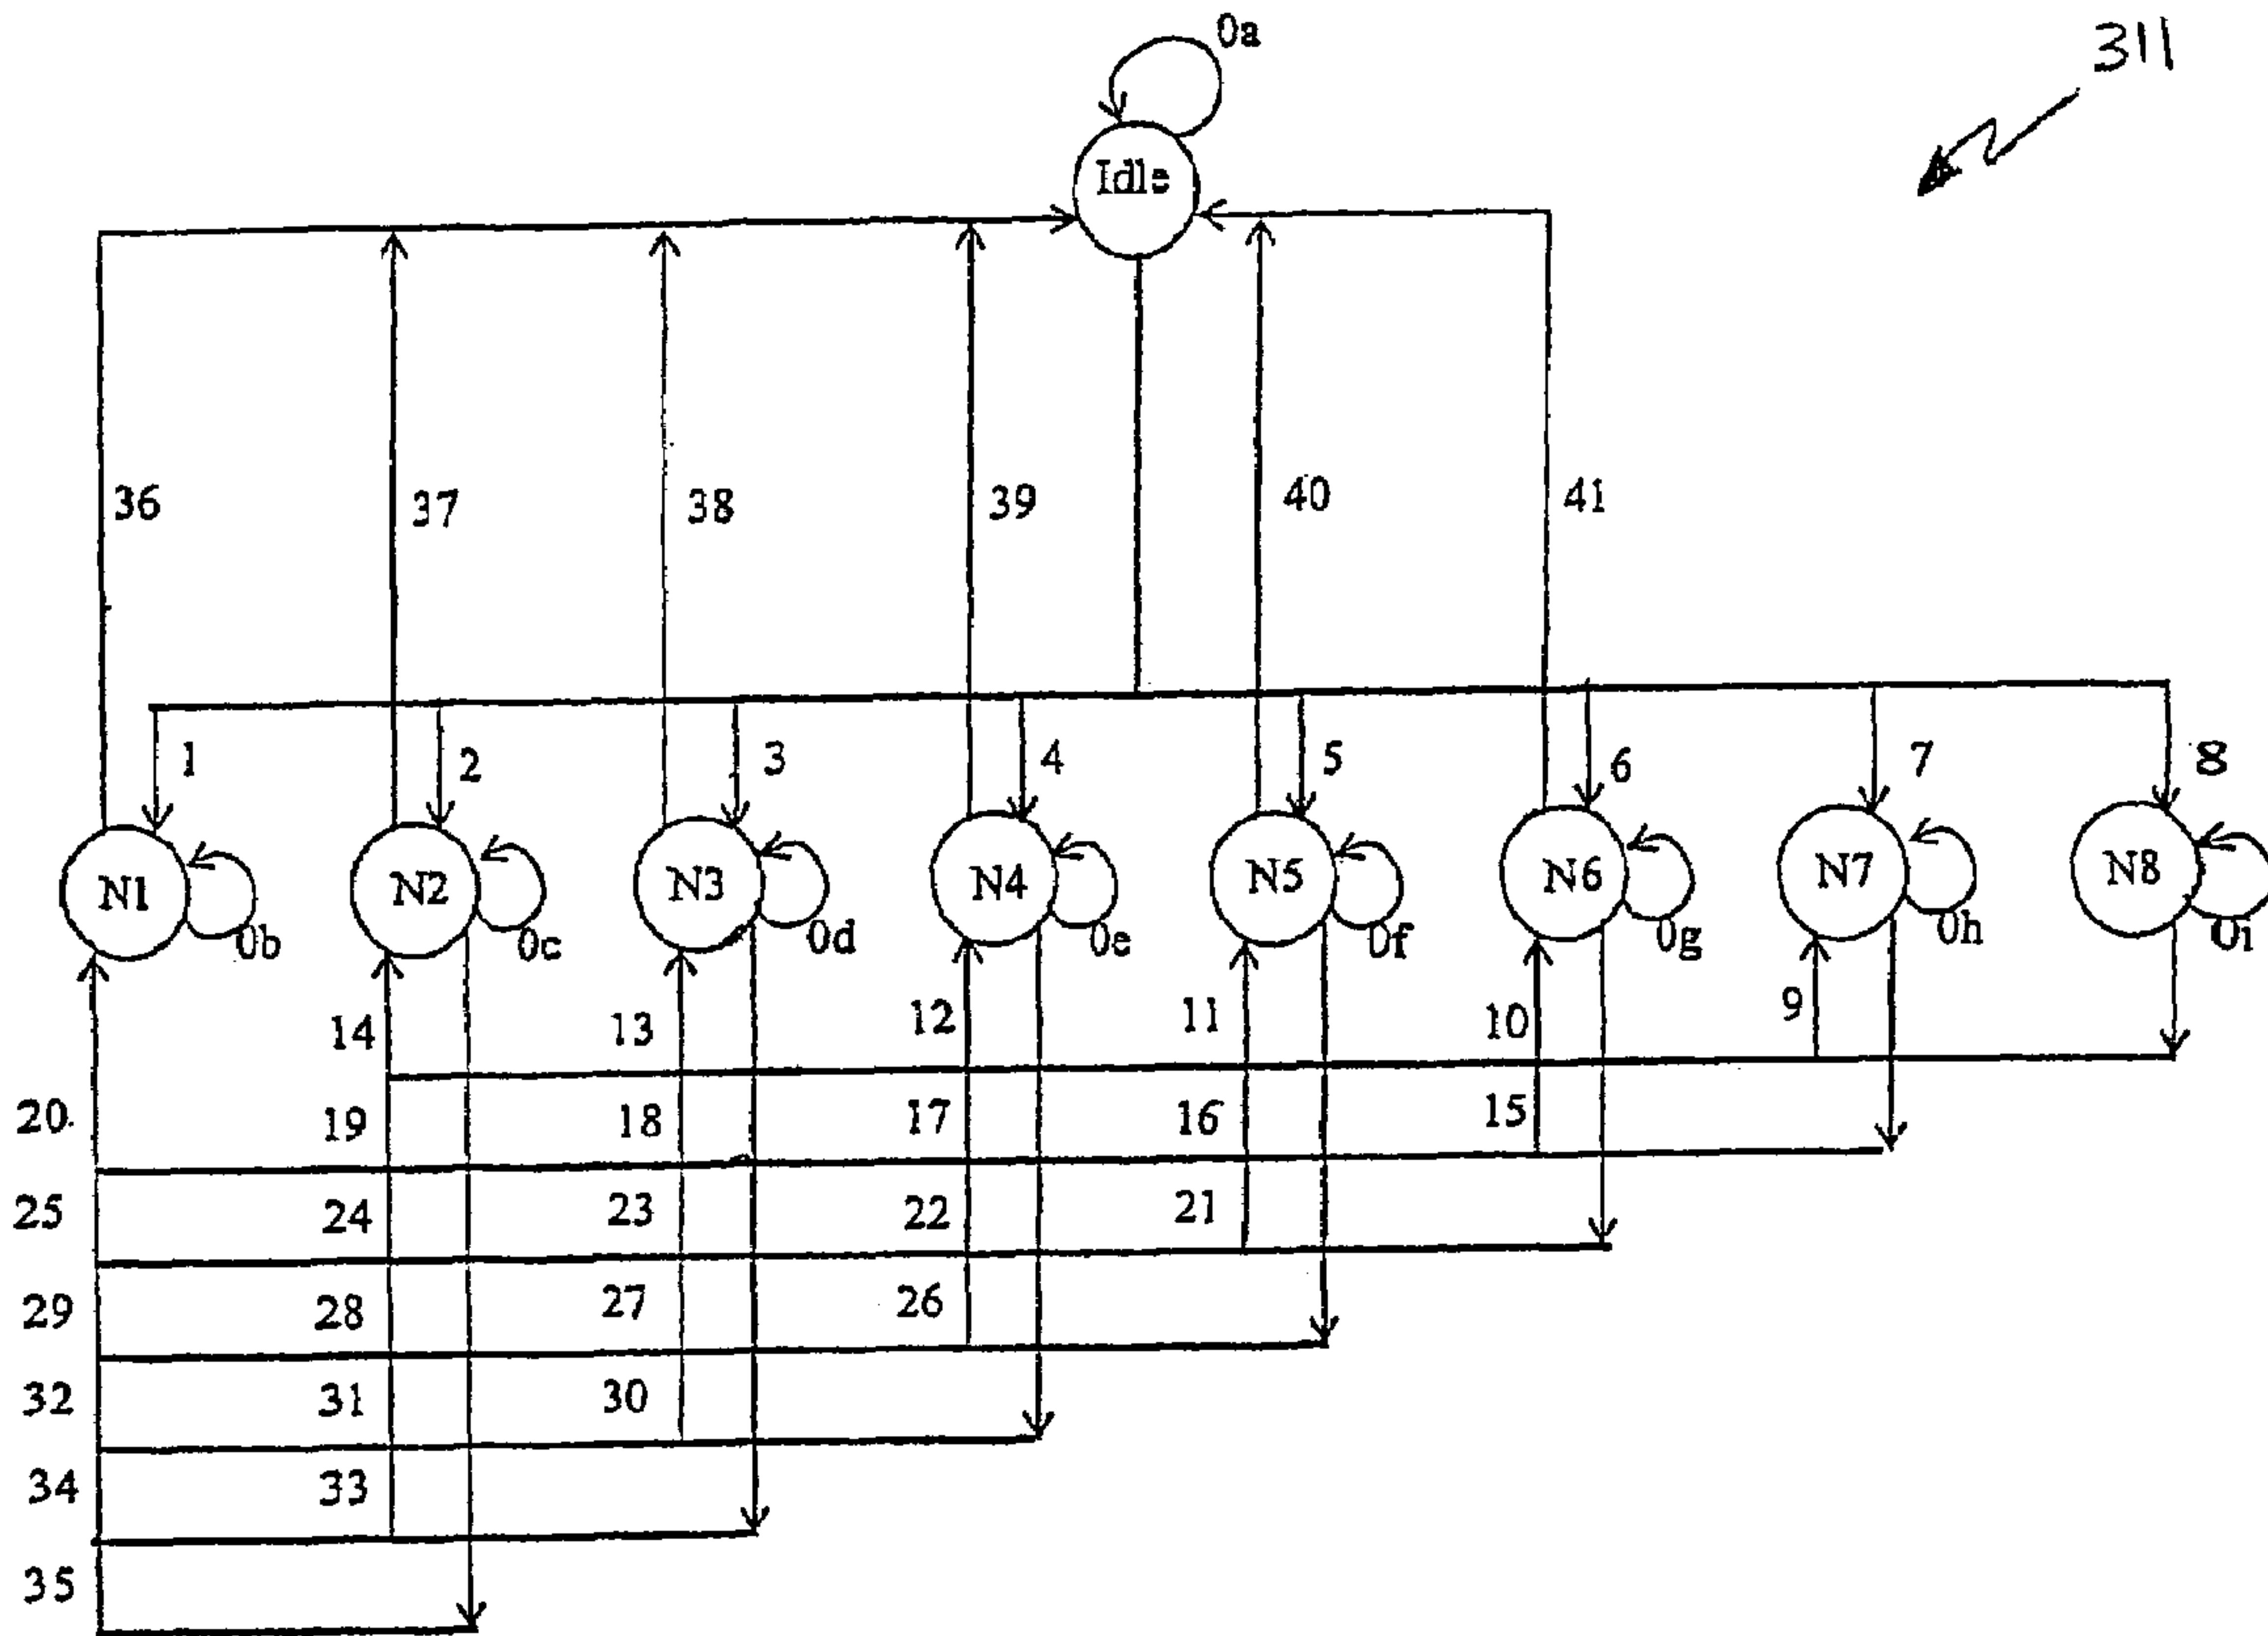 0a
311
Idle
36 37 38 39 40 41
1 2 3 4 5 6 7 8
N1 N2 N3 N4 N5 N6 N7 N8
0b 0c 0d 0e 0f 0g 0h 0i
14 13 12 11 10 9
20 19 18 17 16 15
25 24 23 22 21
29 28 27 26
32 31 30
34 33
35